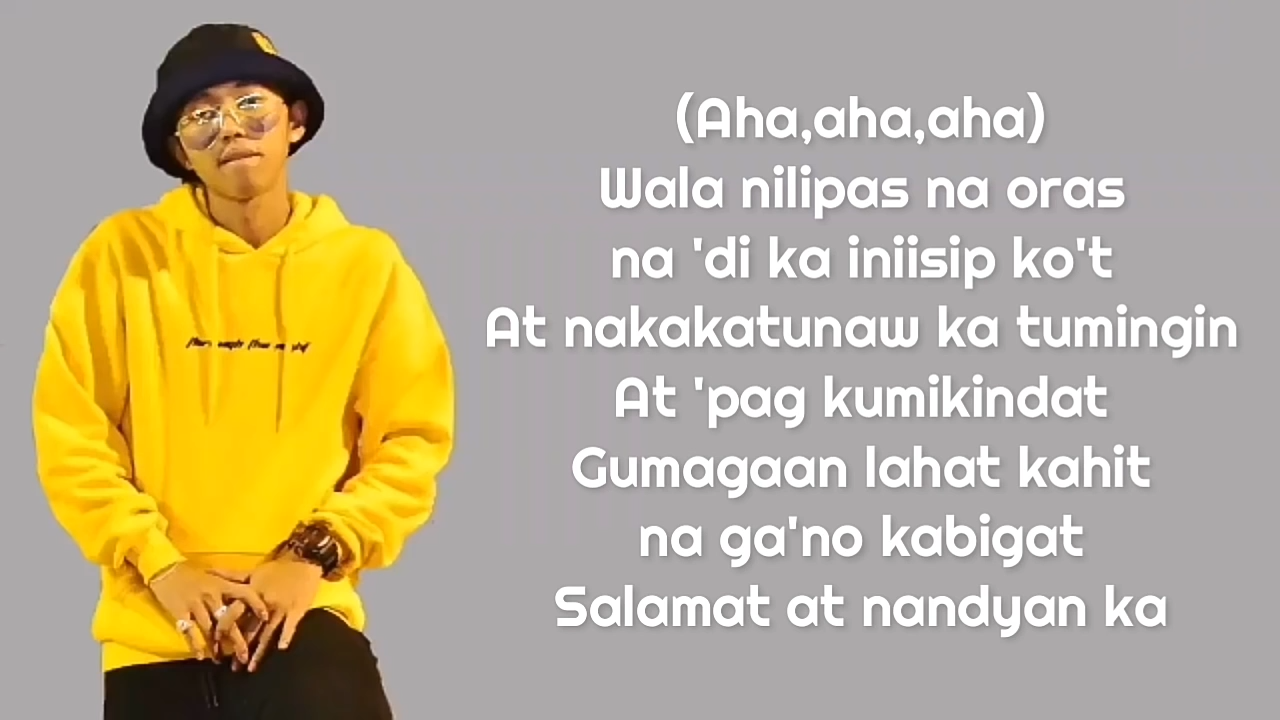 (Aha,aha,aha)
Wala nilipas na oras
na 'di ka iniisip ko't
At nakakatunaw ka tumingin
At 'pag kumikindat
Gumagaan lahat kahit
na ga'no kabigat
Salamat at nandyan ka